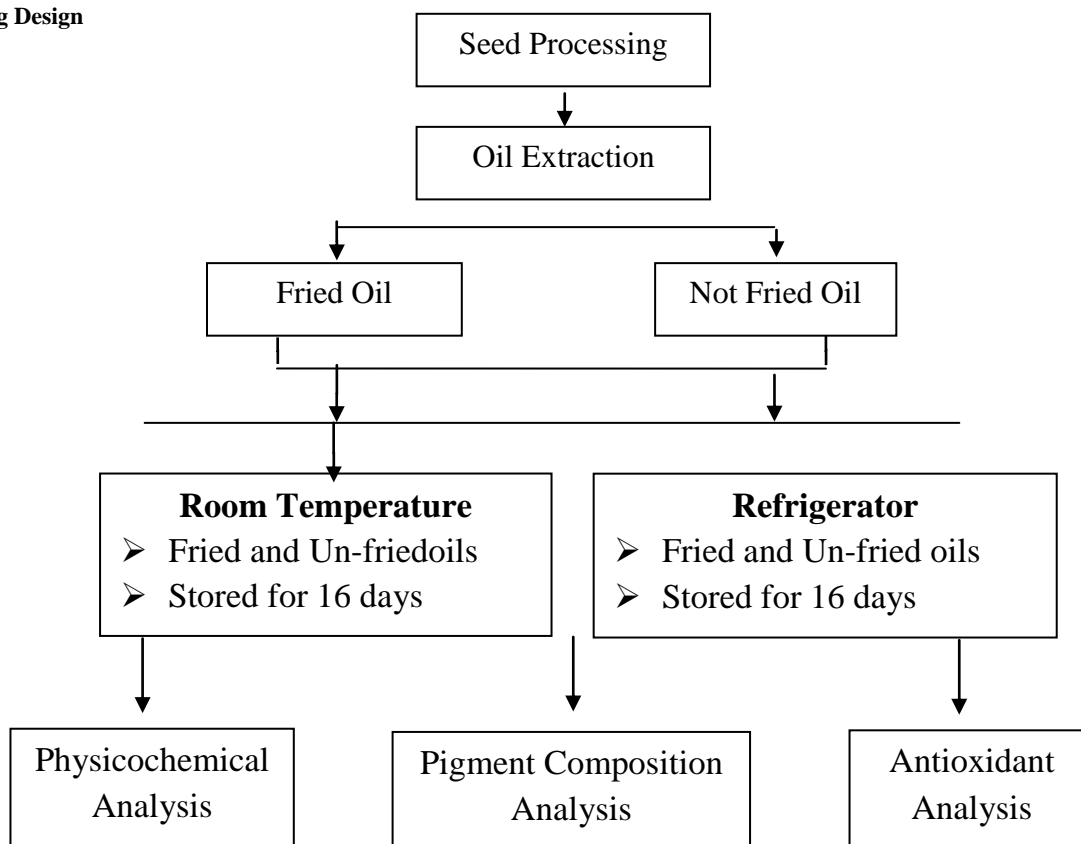 g Design
Seed Processing
Oil Extraction
Fried Oil
Not Fried Oil
Room Temperature
➢ Fried and Un-friedoils
➢ Stored for 16 days
Refrigerator
➢ Fried and Un-fried oils
➢ Stored for 16 days
Physicochemical
Analysis
Pigment Composition
Analysis
Antioxidant
Analysis